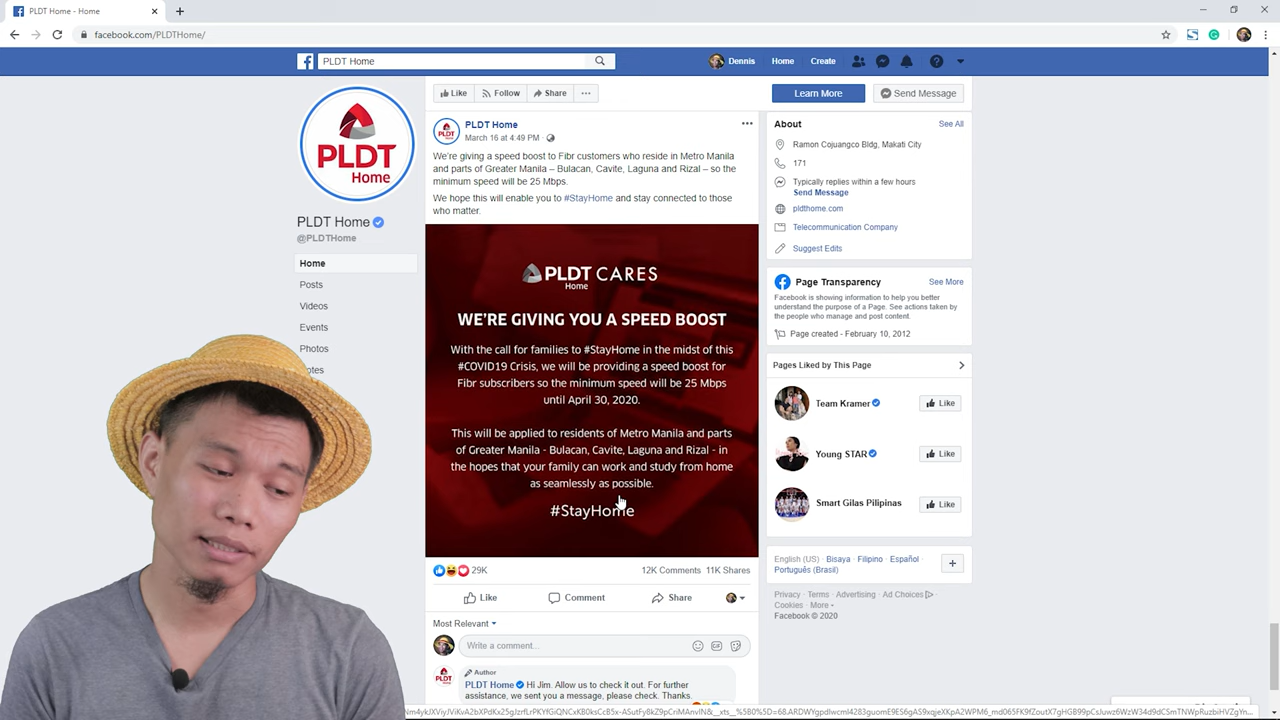 PLDT Home - Home
facebook.com/PLDTHome/
PLDT Home
Dennis
Home
Create
Like
Follow
Share
Learn More
Send Message
PLDT
Home
PLDT Home
@PLDTHome
Home
Posts
Videos
Events
Photos
PLDT Home
March 16 at 4:49 PM ·
We're giving a speed boost to Fibr customers who reside in Metro Manila
and parts of Greater Manila – Bulacan, Cavite, Laguna and Rizal – so the
minimum speed will be 25 Mbps.
We hope this will enable you to #StayHome and stay connected to those
who matter.
PLDT CARES
Home
WE'RE GIVING YOU A SPEED BOOST
With the call for families to #StayHome in the midst of this
#COVID19 Crisis, we will be providing a speed boost for
Fibr subscribers so the minimum speed will be 25 Mbps
until April 30, 2020.
This will be applied to residents of Metro Manila and parts
of Greater Manila - Bulacan, Cavite, Laguna and Rizal - in
the hopes that your family can work and study from home
as seamlessly as possible.
#StayHome
29K
12K Comments 11K Shares
Like
Comment
Share
Most Relevant
Write a comment...
Author
PLDT Home Hi Jim. Allow us to check it out. For further
assistance, we sent you a message, please check. Thanks.
About
See All
Ramon Cojuangco Bldg, Makati City
171
Typically replies within a few hours
Send Message
pldthome.com
Telecommunication Company
Suggest Edits
Page Transparency
See More
Facebook is showing information to help you better
understand the purpose of a Page. See actions taken by
the people who manage and post content.
Page created - February 10, 2012
Pages Liked by This Page
Team Kramer
Like
Young STAR
Like
Smart Gilas Pilipinas
Like
English (US) · Bisaya · Filipino · Español ·
Português (Brasil)
Privacy · Terms · Advertising · Ad Choices ·
Cookies · More
Facebook © 2020